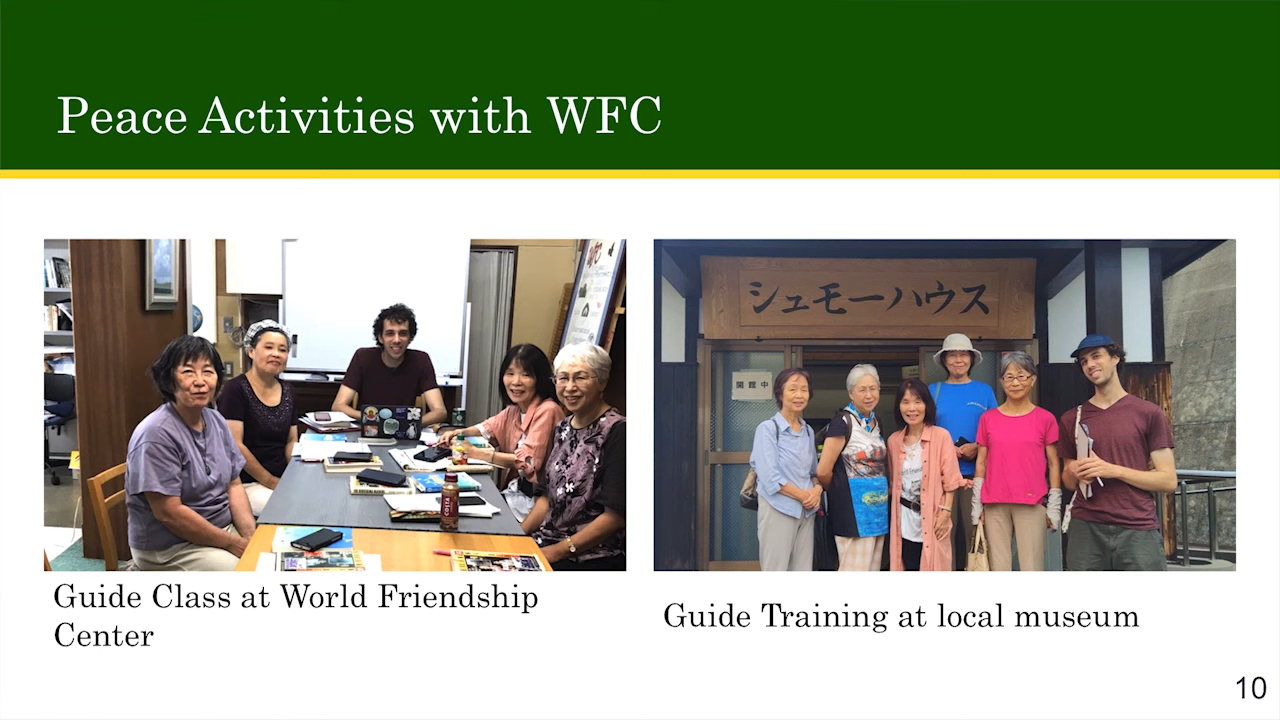 Peace Activities with WFC
シュモーハウス
開館中
Guide Class at World Friendship
Center
Guide Training at local museum
10